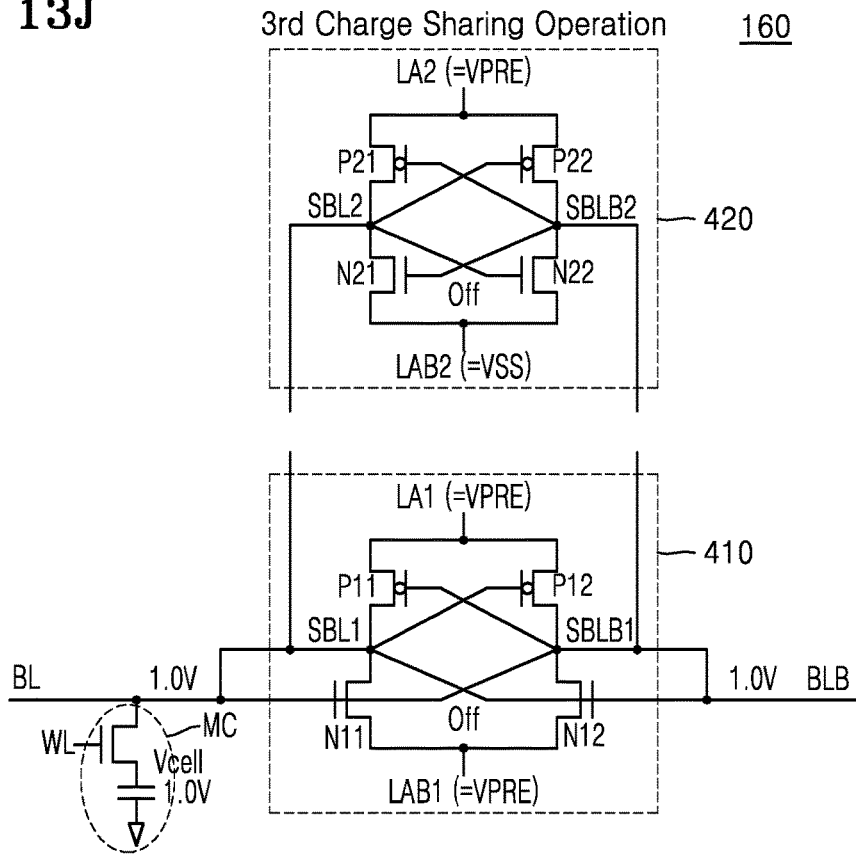 13J
3rd Charge Sharing Operation
160
LA2 (=VPRE)
P21
P22
SBL2
SBLB2
420
N21
N22
Off
LAB2 (=VSS)
LA1 (=VPRE)
410
P11
P12
SBL1
SBLB1
BL
1.0V
1.0V
BLB
MC
N11
Off
N12
WL
Vcell
1.0V
LAB1 (=VPRE)